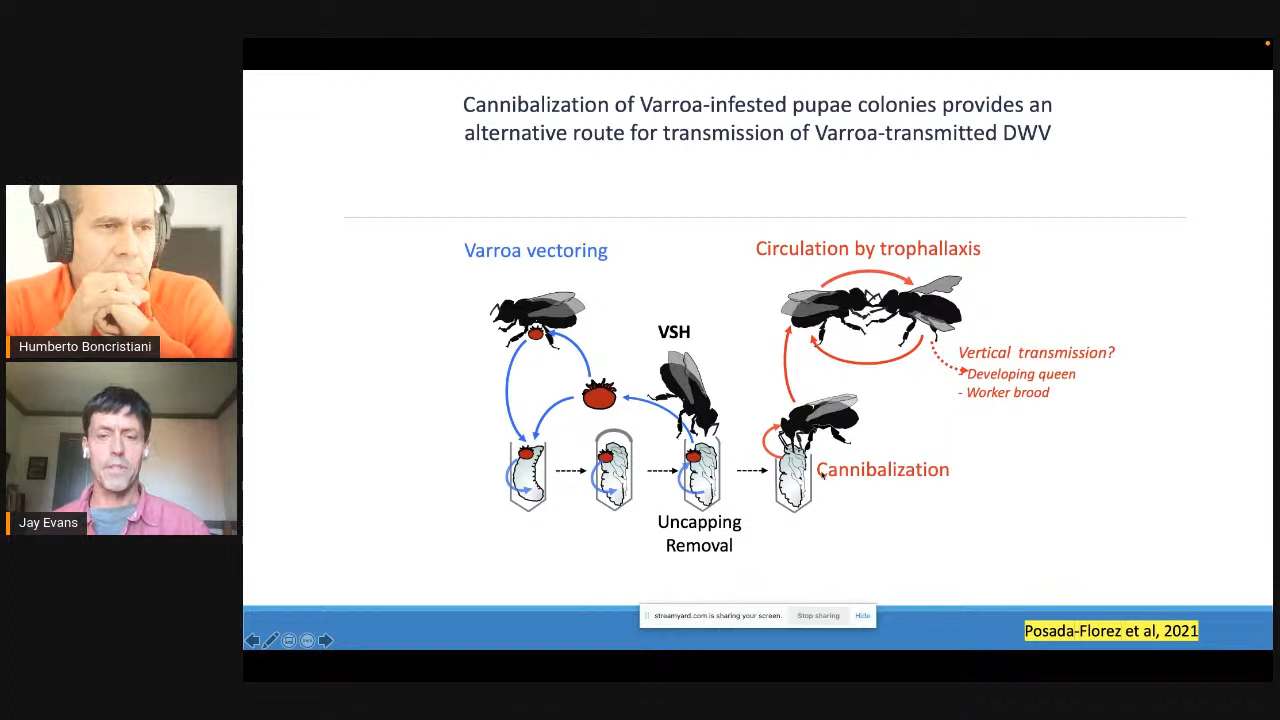 Cannibalization of Varroa-infested pupae colonies provides an
alternative route for transmission of Varroa-transmitted DWV
Varroa vectoring
Circulation by trophallaxis
VSH
Vertical transmission?
- Developing queen
- Worker brood
Cannibalization
Uncapping
Removal
Humberto Boncristiani
Jay Evans
streamyard.com is sharing your screen.
Stop sharing
Hide
Posada-Florez et al, 2021